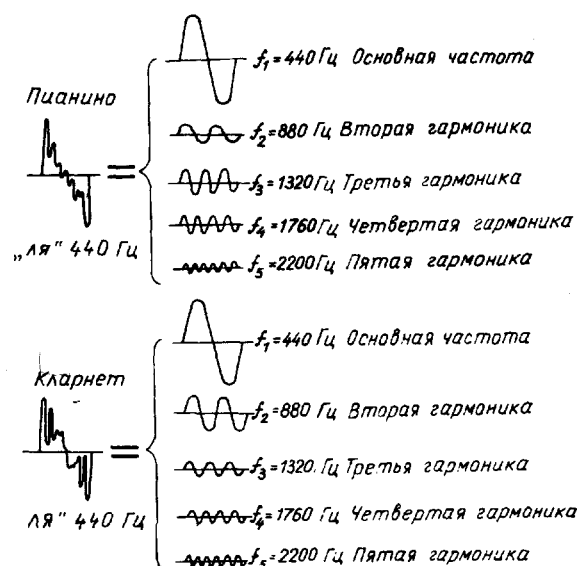 f₁=440 Гц Основная частота
Пианино
f₂=880 Гц Вторая гармоника
f₃=1320 Гц Третья гармоника
f₄=1760 Гц Четвертая гармоника
„ля" 440 Гц
f₅=2200 Гц Пятая гармоника
f₁=440 Гц Основная частота
Кларнет
f₂=880 Гц Вторая гармоника
f₃=1320 Гц Третья гармоника
ля" 440 Гц
f₄=1760 Гц Четвертая гармоника
f₅=2200 Гц Пятая гармоника